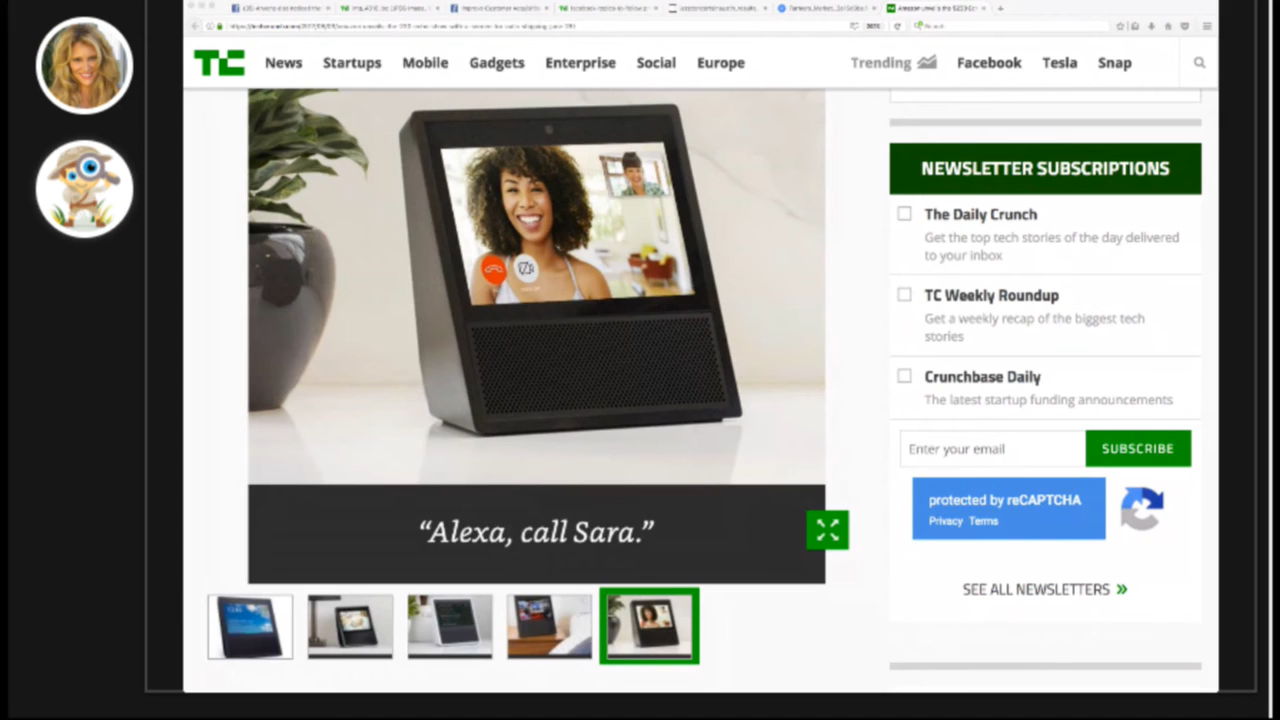 TC
News Startups Mobile Gadgets Enterprise Social Europe Trending Facebook Tesla Snap
NEWSLETTER SUBSCRIPTIONS
The Daily Crunch
Get the top tech stories of the day delivered
to your inbox
TC Weekly Roundup
Get a weekly recap of the biggest tech
stories
Crunchbase Daily
The latest startup funding announcements
Enter your email SUBSCRIBE
protected by reCAPTCHA
Privacy Terms
“Alexa, call Sara.”
SEE ALL NEWSLETTERS »